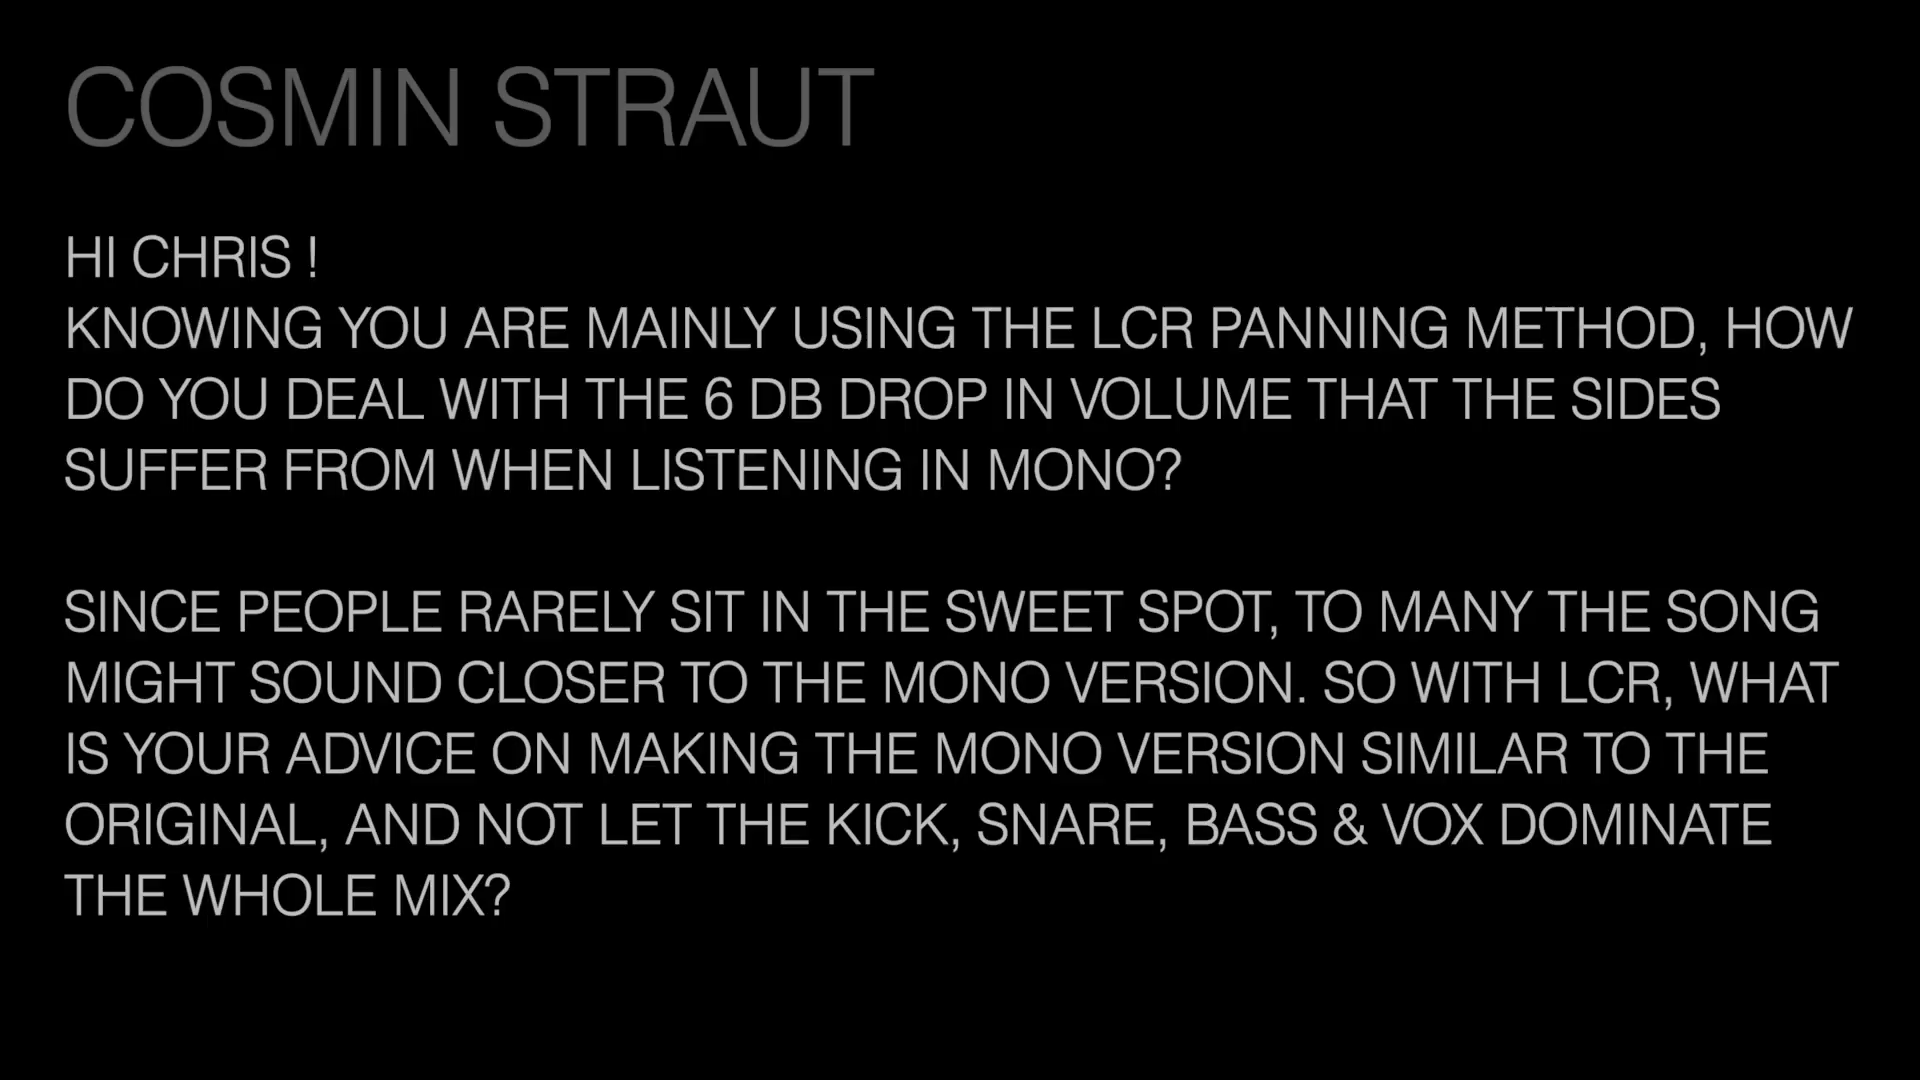 COSMIN STRAUT
HI CHRIS !
KNOWING YOU ARE MAINLY USING THE LCR PANNING METHOD, HOW
DO YOU DEAL WITH THE 6 DB DROP IN VOLUME THAT THE SIDES
SUFFER FROM WHEN LISTENING IN MONO?
SINCE PEOPLE RARELY SIT IN THE SWEET SPOT, TO MANY THE SONG
MIGHT SOUND CLOSER TO THE MONO VERSION. SO WITH LCR, WHAT
IS YOUR ADVICE ON MAKING THE MONO VERSION SIMILAR TO THE
ORIGINAL, AND NOT LET THE KICK, SNARE, BASS & VOX DOMINATE
THE WHOLE MIX?